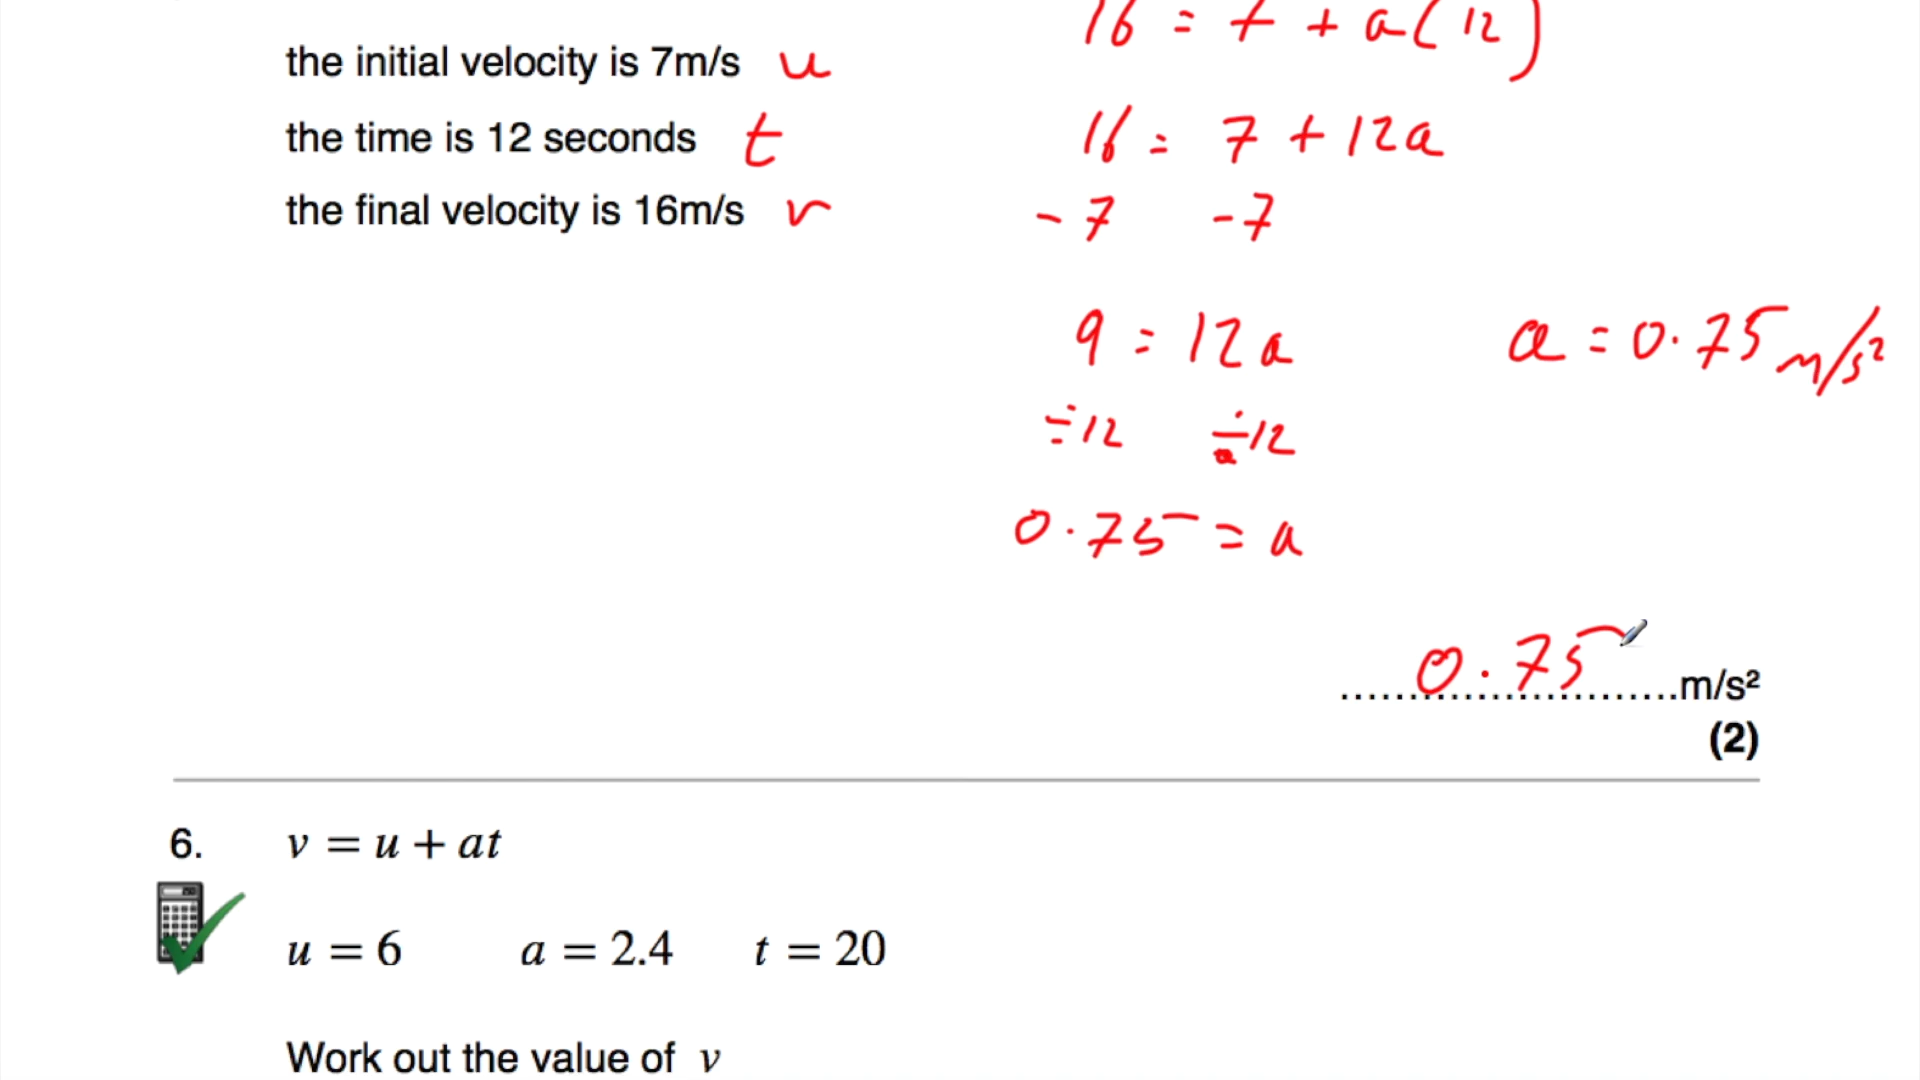 16 = 7 + a(12)
the initial velocity is 7m/s u
the time is 12 seconds t
16 = 7 + 12a
the final velocity is 16m/s v
- 7 - 7
9 = 12a
a = 0.75 m/s²
÷12 ÷12
0.75 = a
0.75 m/s²
(2)
6. v = u + at
u = 6 a = 2.4 t = 20
Work out the value of v